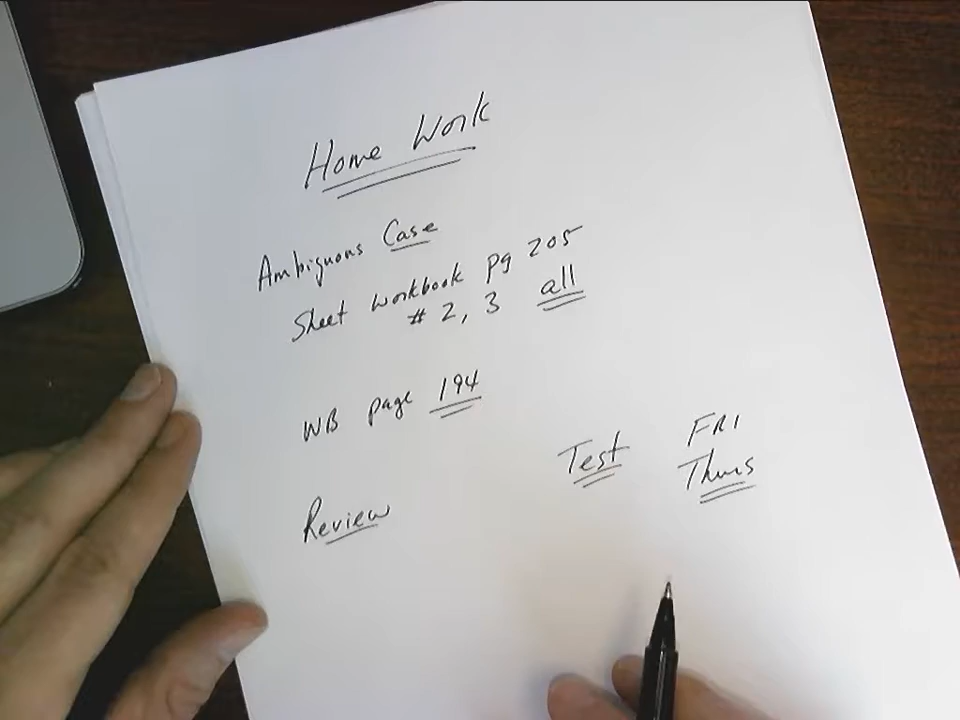 Home Work
Ambiguous Case
Sheet Workbook pg 205
# 2, 3 all
WB page 194
Test FRI
Thurs
Review